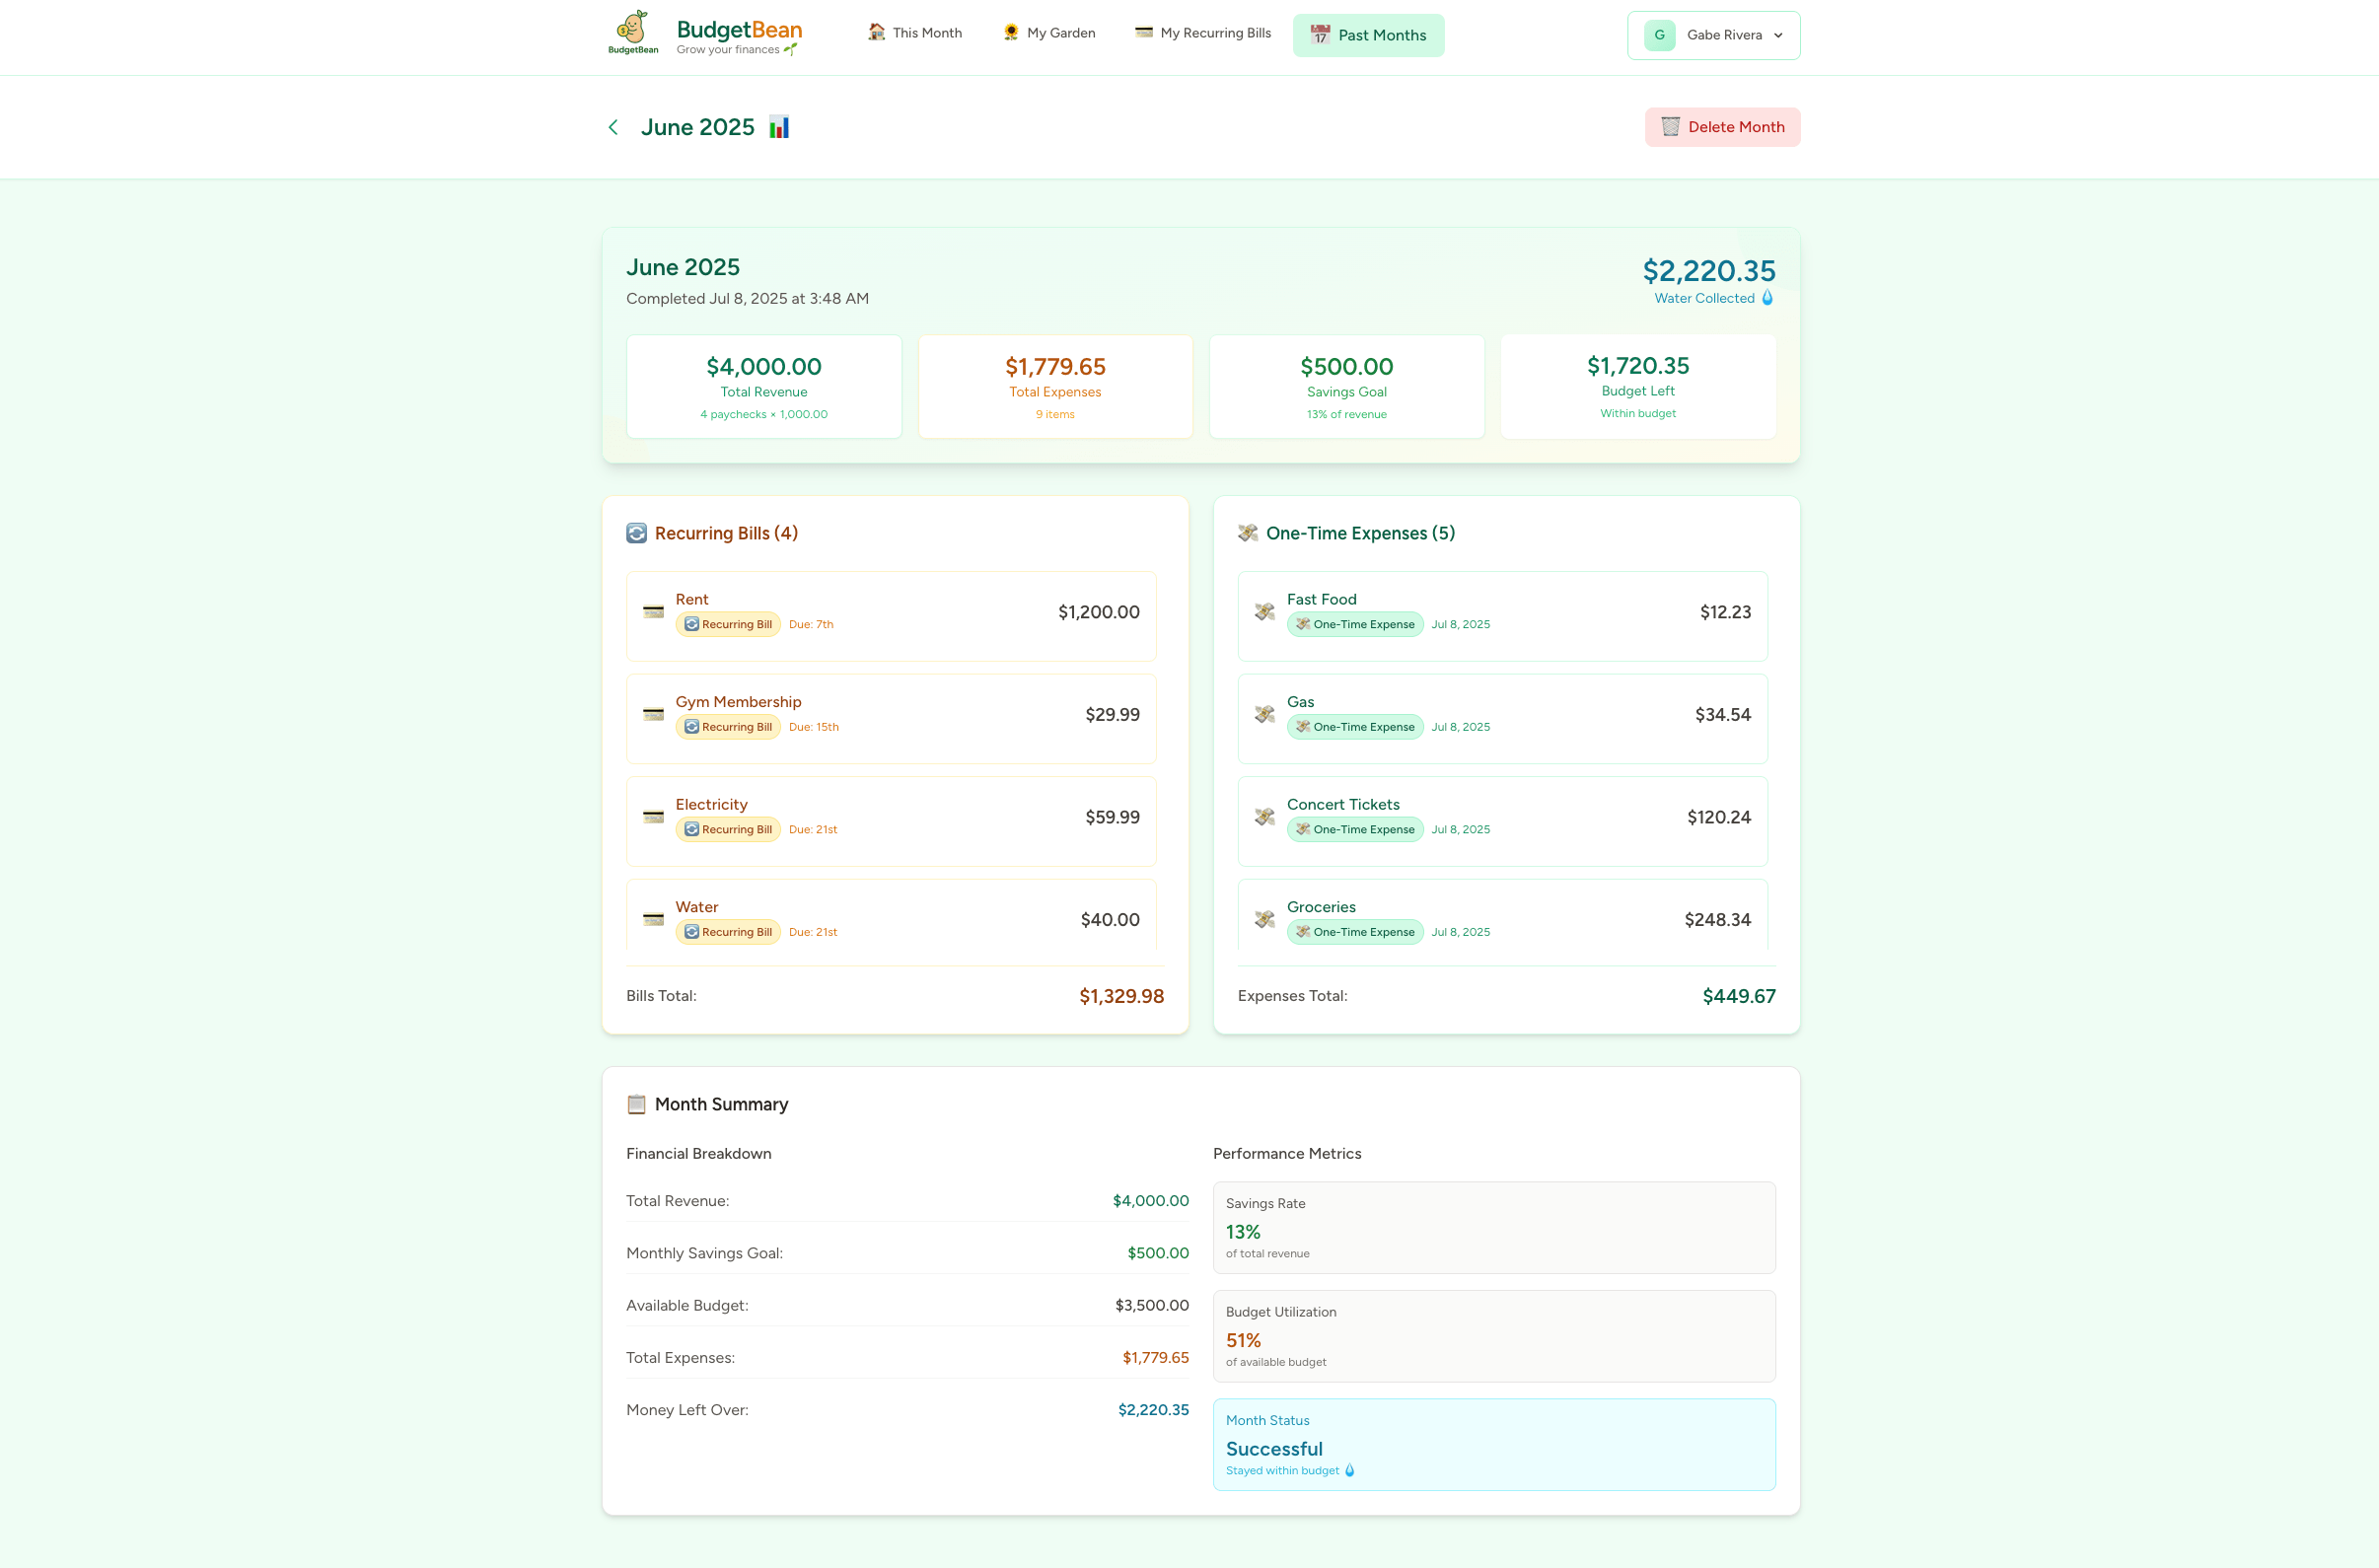 BudgetBean
BudgetBean
Grow your finances
This Month
My Garden
My Recurring Bills
17
Past Months
G
Gabe Rivera
June 2025
Delete Month
June 2025
Completed Jul 8, 2025 at 3:48 AM
$2,220.35
Water Collected
$4,000.00
Total Revenue
4 paychecks × 1,000.00
$1,779.65
Total Expenses
9 items
$500.00
Savings Goal
13% of revenue
$1,720.35
Budget Left
Within budget
Recurring Bills (4)
Rent
Recurring Bill Due: 7th
$1,200.00
Gym Membership
Recurring Bill Due: 15th
$29.99
Electricity
Recurring Bill Due: 21st
$59.99
Water
Recurring Bill Due: 21st
$40.00
Bills Total: $1,329.98
One-Time Expenses (5)
Fast Food
One-Time Expense Jul 8, 2025
$12.23
Gas
One-Time Expense Jul 8, 2025
$34.54
Concert Tickets
One-Time Expense Jul 8, 2025
$120.24
Groceries
One-Time Expense Jul 8, 2025
$248.34
Expenses Total: $449.67
Month Summary
Financial Breakdown
Total Revenue: $4,000.00
Monthly Savings Goal: $500.00
Available Budget: $3,500.00
Total Expenses: $1,779.65
Money Left Over: $2,220.35
Performance Metrics
Savings Rate
13%
of total revenue
Budget Utilization
51%
of available budget
Month Status
Successful
Stayed within budget